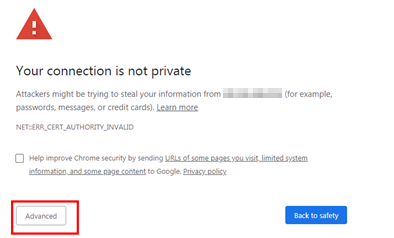 Your connection is not private
Attackers might be trying to steal your information from (for example,
passwords, messages, or credit cards). Learn more
NET::ERR_CERT_AUTHORITY_INVALID
Help improve Chrome security by sending URLs of some pages you visit, limited system
information, and some page content to Google. Privacy policy
Advanced
Back to safety